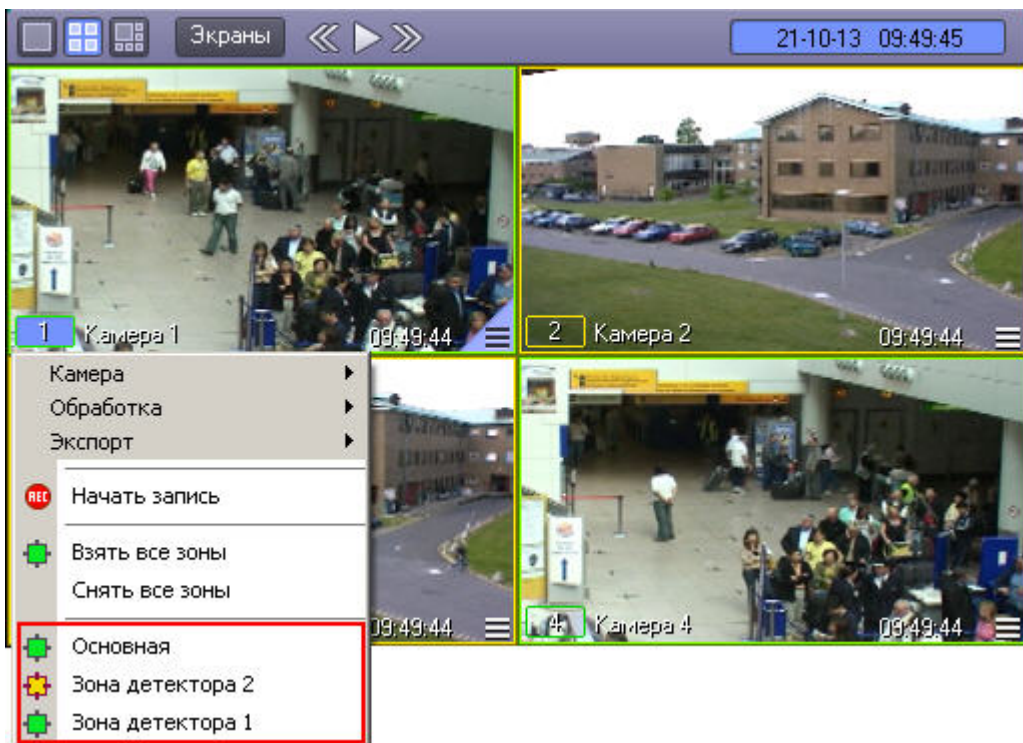 Экраны
21-10-13 09:49:45
1 Камера 1 09:49:44
2 Камера 2 09:49:44
Камера
Обработка
Экспорт
REC Начать запись
Взять все зоны
Снять все зоны
09:49:44
4 Камера 4 09:49:44
Основная
Зона детектора 2
Зона детектора 1